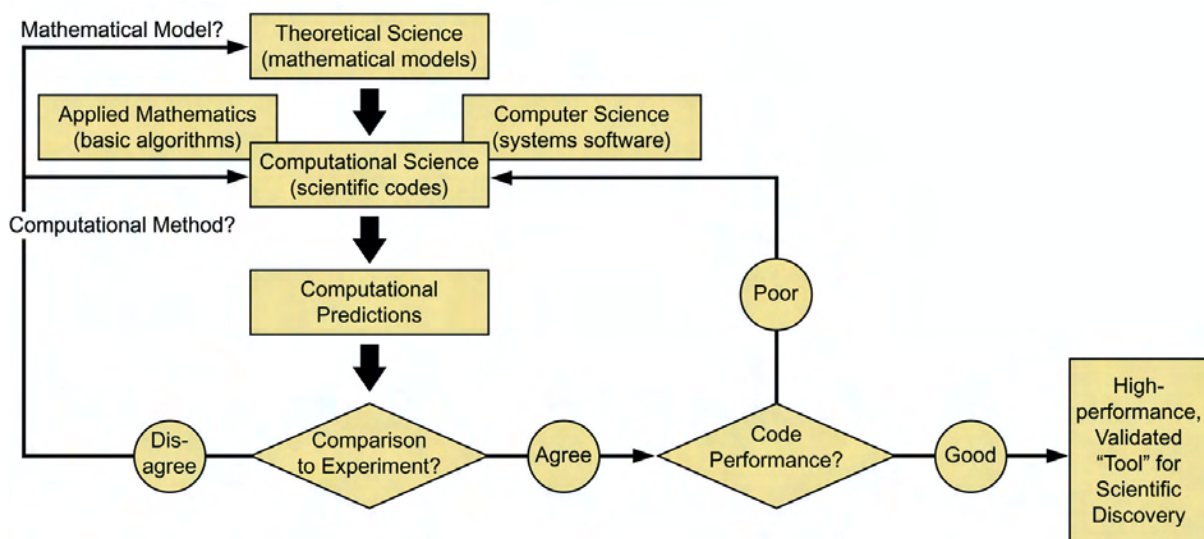 Mathematical Model?
Theoretical Science
(mathematical models)
Applied Mathematics
(basic algorithms)
Computer Science
(systems software)
Computational Science
(scientific codes)
Computational Method?
Computational
Predictions
Poor
Dis-
agree
Comparison
to Experiment?
Agree
Code
Performance?
Good
High-
performance,
Validated
“Tool” for
Scientific
Discovery